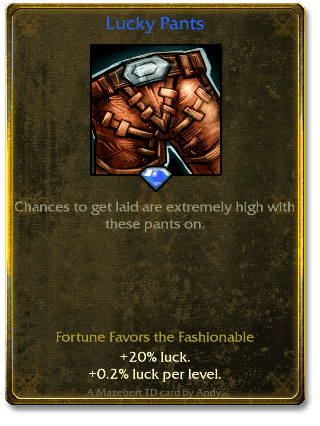 Lucky Pants
Chances to get laid are extremely high with
these pants on.
Fortune Favors the Fashionable
+20% luck.
+0.2% luck per level.
A Mazebert TD card by Andy.